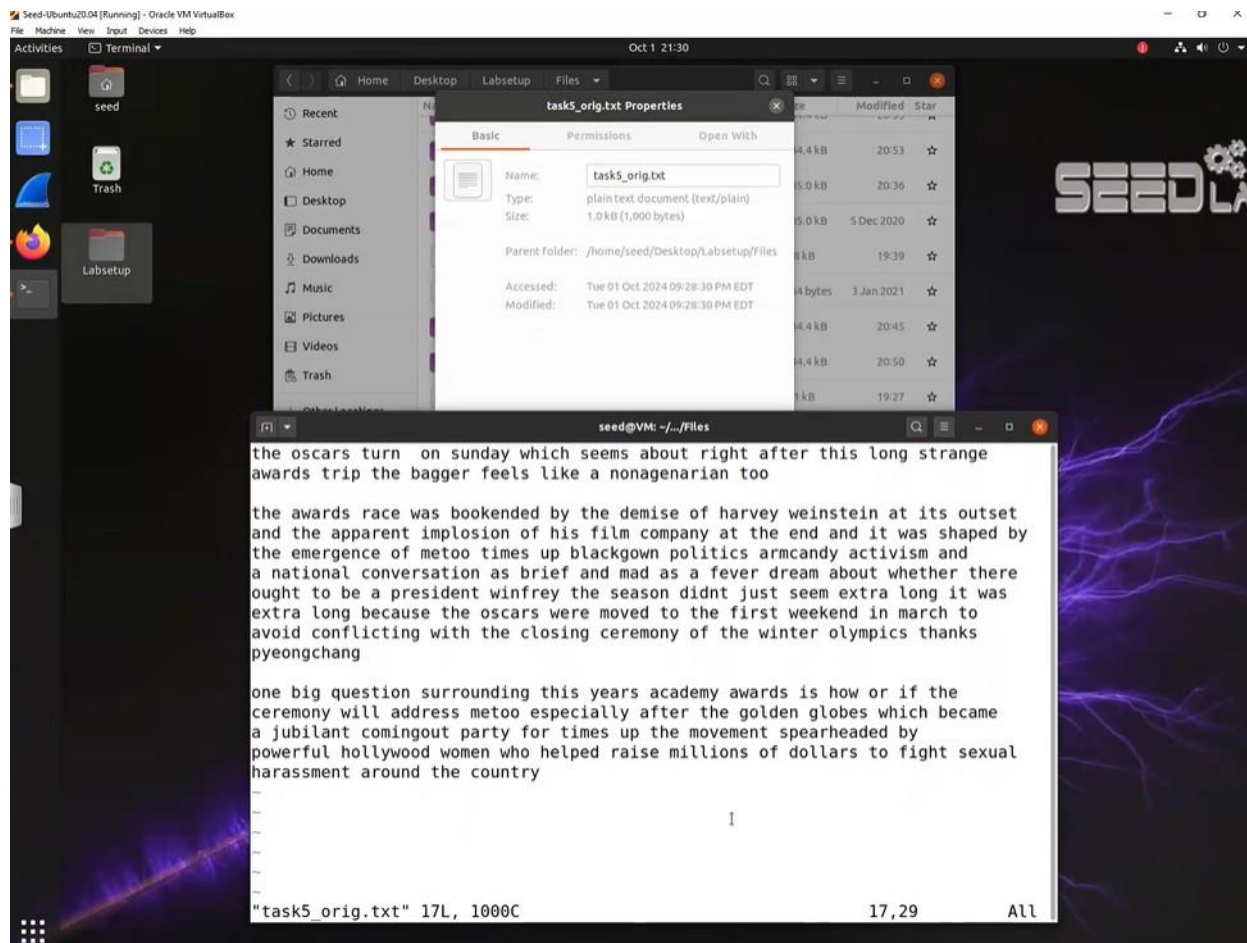 Seed-Ubuntu20.04 [Running] - Oracle VM VirtualBox
File Machine View Input Devices Help
Activities Terminal Oct 1 21:30
seed
Trash
Labsetup
SEED
Home Desktop Labsetup Files
Recent
Starred
Home
Desktop
Documents
Downloads
Music
Pictures
Videos
Trash
Modified Star
20:53
20:36
5 Dec 2020
19:39
3 Jan 2021
20:45
20:50
19:27
task5_orig.txt Properties
Basic Permissions Open With
Name: task5_orig.txt
Type: plain text document (text/plain)
Size: 1.0 kB (1,000 bytes)
Parent folder: /home/seed/Desktop/Labsetup/Files
Accessed: Tue 01 Oct 2024 09:28:30 PM EDT
Modified: Tue 01 Oct 2024 09:28:30 PM EDT
seed@VM: ~/.../Files
the oscars turn  on sunday which seems about right after this long strange
awards trip the bagger feels like a nonagenarian too
the awards race was bookended by the demise of harvey weinstein at its outset
and the apparent implosion of his film company at the end and it was shaped by
the emergence of metoo times up blackgown politics armcandy activism and
a national conversation as brief and mad as a fever dream about whether there
ought to be a president winfrey the season didnt just seem extra long it was
extra long because the oscars were moved to the first weekend in march to
avoid conflicting with the closing ceremony of the winter olympics thanks
pyeongchang
one big question surrounding this years academy awards is how or if the
ceremony will address metoo especially after the golden globes which became
a jubilant comingout party for times up the movement spearheaded by
powerful hollywood women who helped raise millions of dollars to fight sexual
harassment around the country
~
~
~
~
~
~
"task5_orig.txt" 17L, 1000C 17,29 All